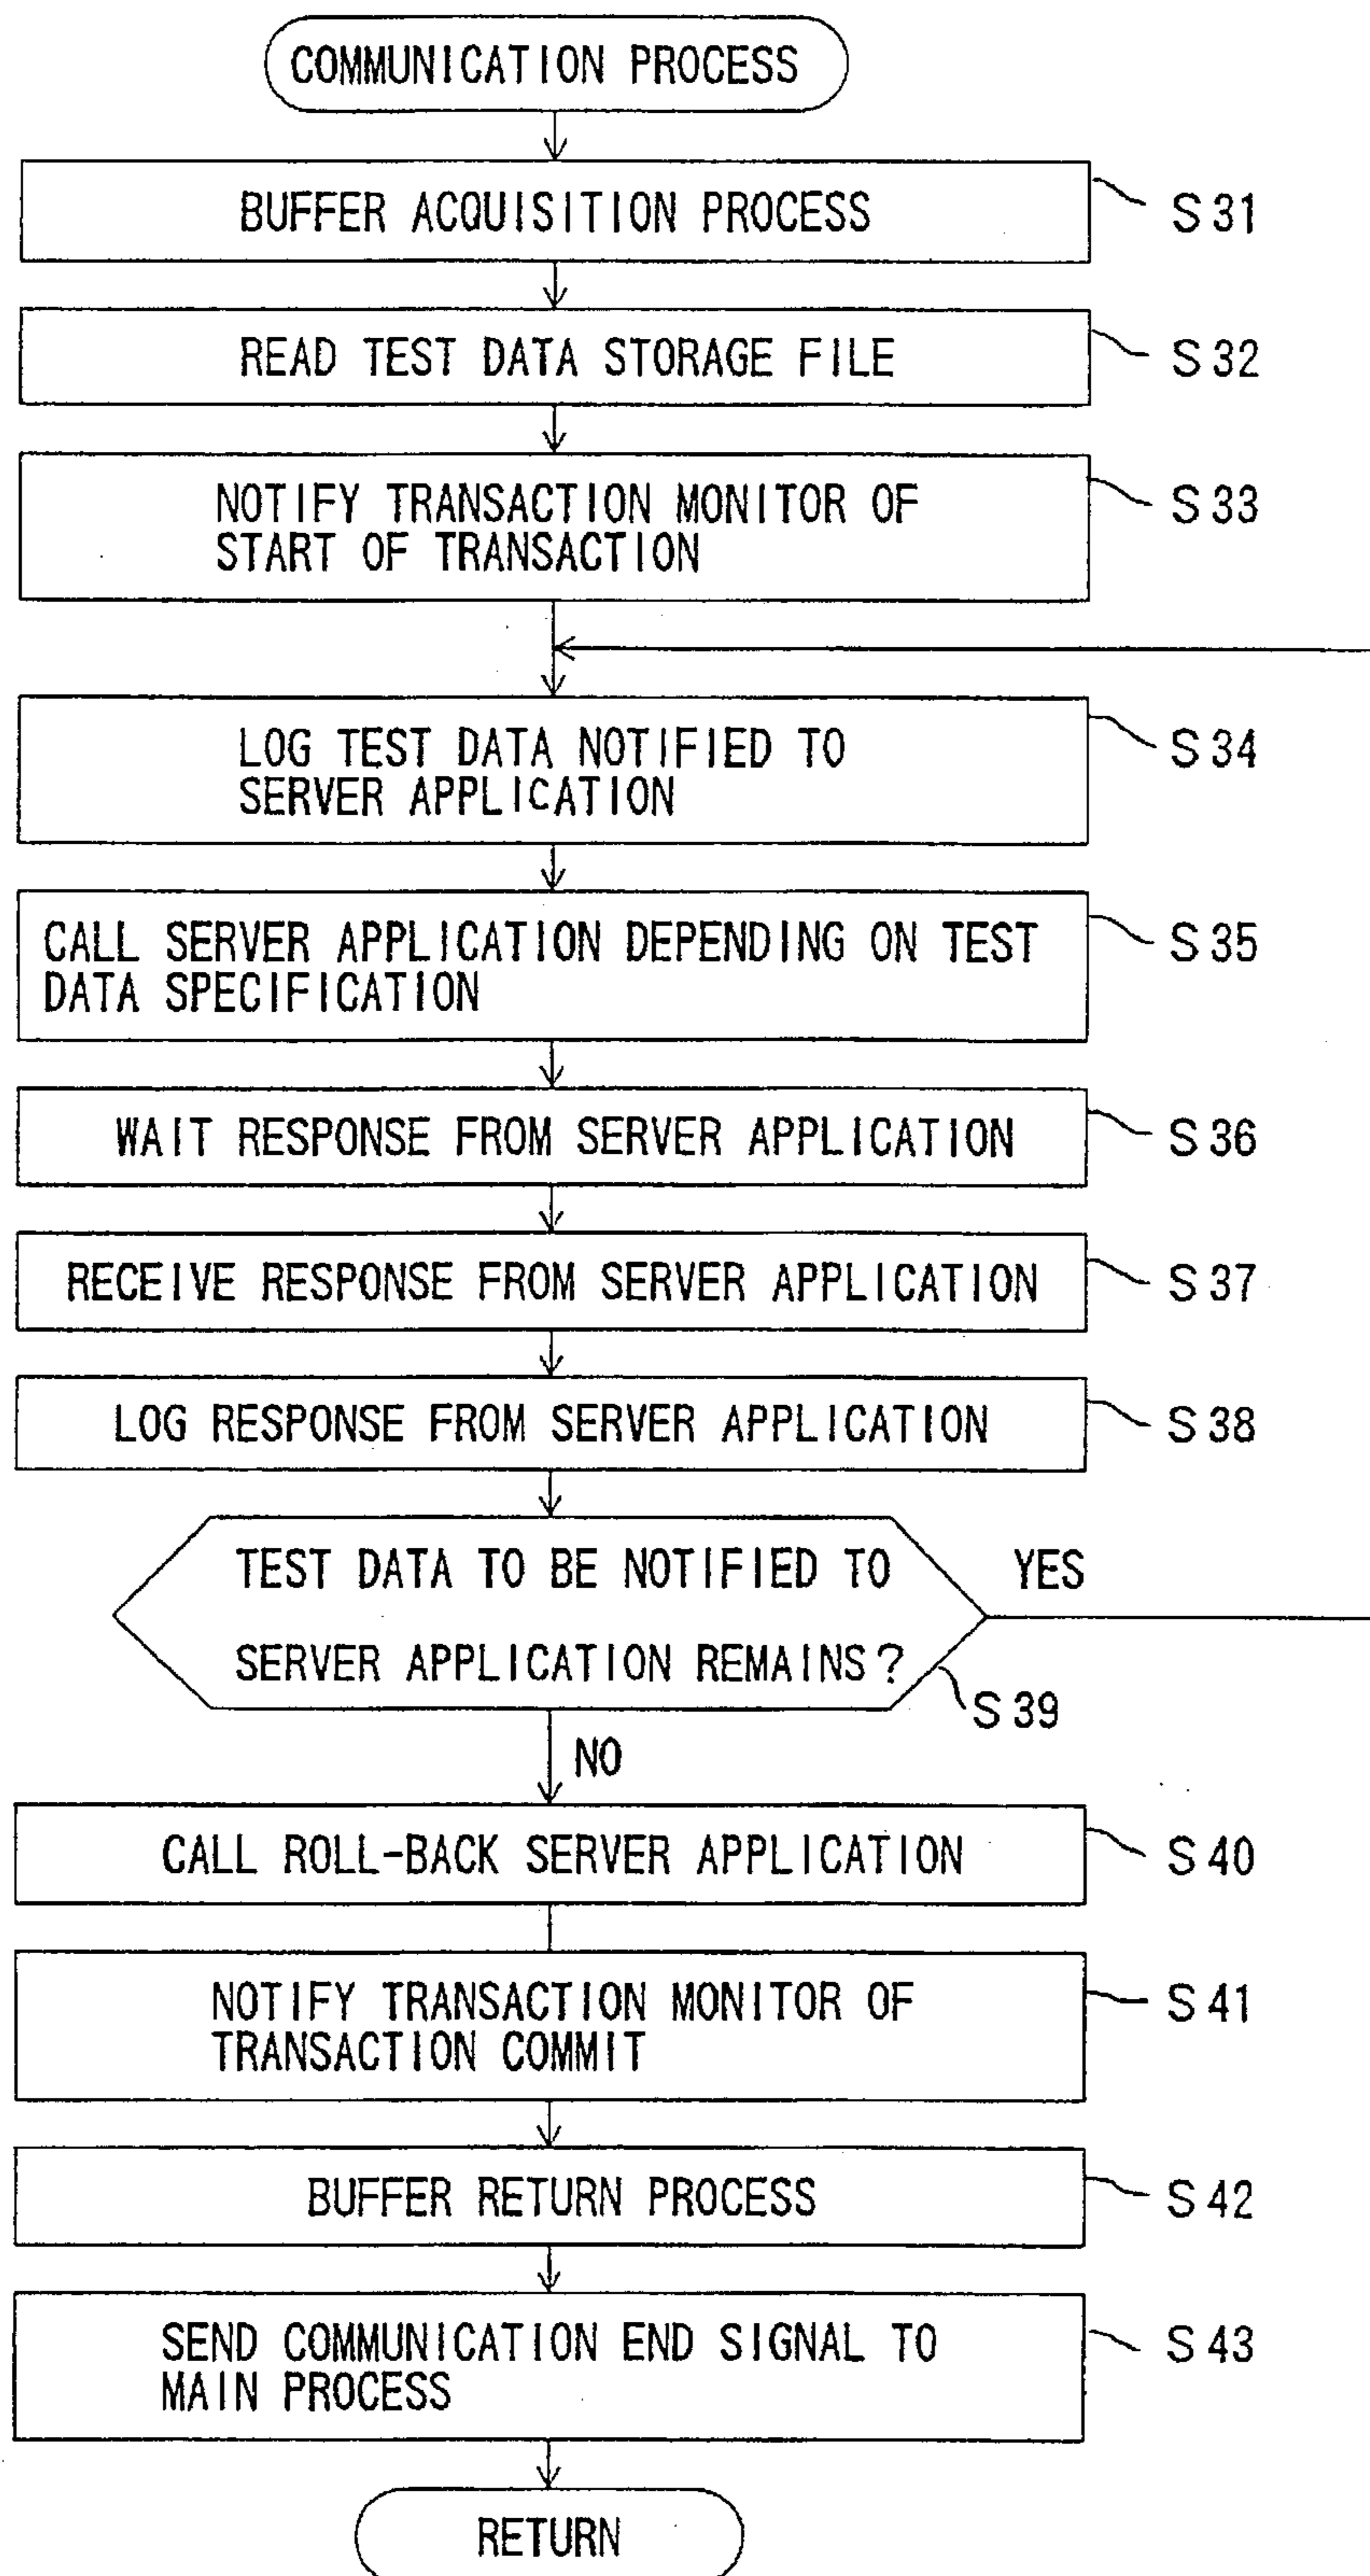 COMMUNICATION PROCESS
BUFFER ACQUISITION PROCESS
S31
READ TEST DATA STORAGE FILE
S32
NOTIFY TRANSACTION MONITOR OF
START OF TRANSACTION
S33
LOG TEST DATA NOTIFIED TO
SERVER APPLICATION
S34
CALL SERVER APPLICATION DEPENDING ON TEST
DATA SPECIFICATION
S35
WAIT RESPONSE FROM SERVER APPLICATION
S36
RECEIVE RESPONSE FROM SERVER APPLICATION
S37
LOG RESPONSE FROM SERVER APPLICATION
S38
TEST DATA TO BE NOTIFIED TO
SERVER APPLICATION REMAINS?
YES
S39
NO
CALL ROLL-BACK SERVER APPLICATION
S40
NOTIFY TRANSACTION MONITOR OF
TRANSACTION COMMIT
S41
BUFFER RETURN PROCESS
S42
SEND COMMUNICATION END SIGNAL TO
MAIN PROCESS
S43
RETURN